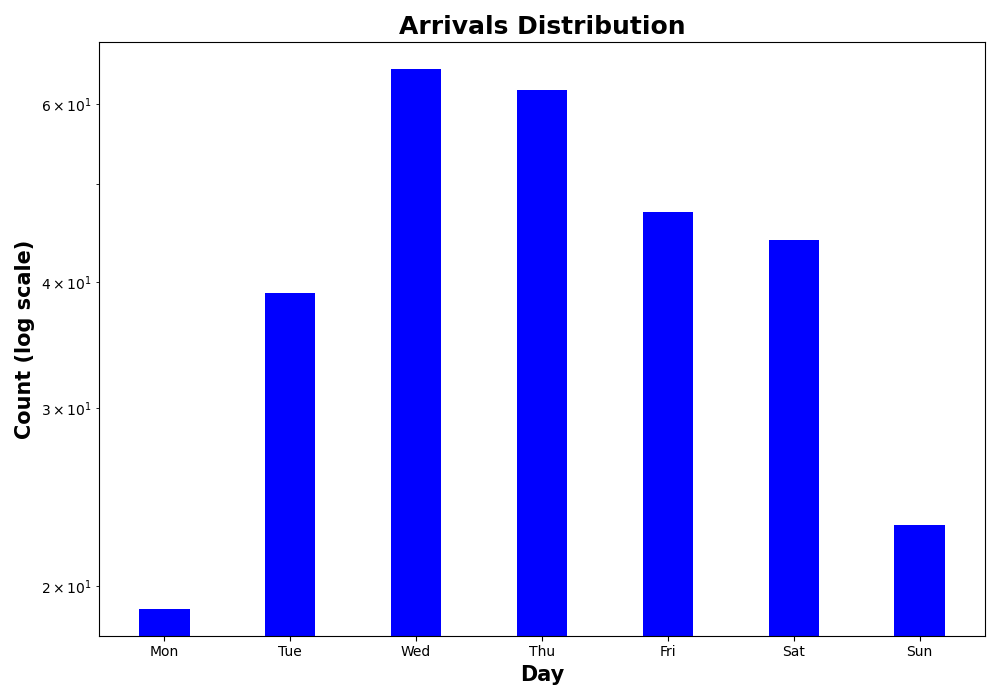 Arrivals Distribution
6 × 10¹
4 × 10¹
3 × 10¹
2 × 10¹
Count (log scale)
Mon Tue Wed Thu Fri Sat Sun
Day